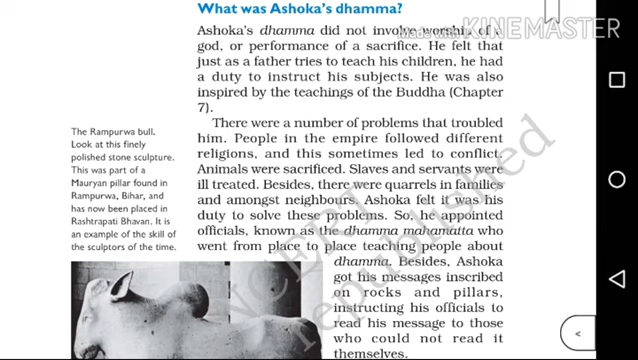 What was Ashoka's dhamma?
Made with KINEMASTER
Ashoka's dhamma did not involve worship of a
god, or performance of a sacrifice. He felt that
just as a father tries to teach his children, he had
a duty to instruct his subjects. He was also
inspired by the teachings of the Buddha (Chapter
7).
There were a number of problems that troubled
him. People in the empire followed different
religions, and this sometimes led to conflict.
Animals were sacrificed. Slaves and servants were
ill treated. Besides, there were quarrels in families
and amongst neighbours. Ashoka felt it was his
duty to solve these problems. So, he appointed
officials, known as the dhamma mahamatta who
went from place to place teaching people about
dhamma. Besides, Ashoka
got his messages inscribed
on rocks and pillars,
instructing his officials to
read his message to those
who could not read it
themselves.
The Rampurwa bull.
Look at this finely
polished stone sculpture.
This was part of a
Mauryan pillar found in
Rampurwa, Bihar, and
has now been placed in
Rashtrapati Bhavan. It is
an example of the skill of
the sculptors of the time.
NCERT
republished